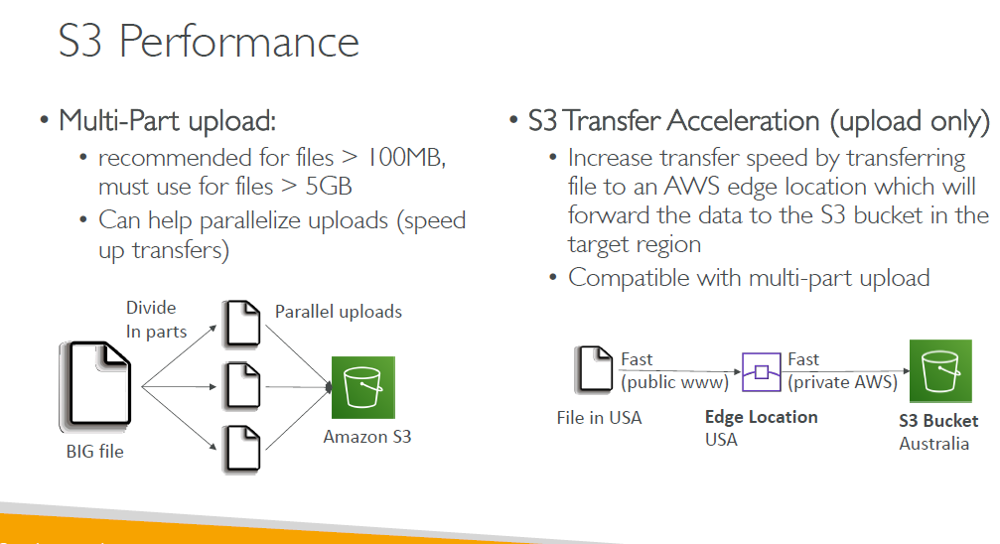 S3 Performance
• Multi-Part upload:
• recommended for files > 100MB,
must use for files > 5GB
• Can help parallelize uploads (speed
up transfers)
Divide
In parts
Parallel uploads
BIG file
Amazon S3
• S3 Transfer Acceleration (upload only)
• Increase transfer speed by transferring
file to an AWS edge location which will
forward the data to the S3 bucket in the
target region
• Compatible with multi-part upload
Fast
(public www)
Fast
(private AWS)
File in USA
Edge Location
USA
S3 Bucket
Australia